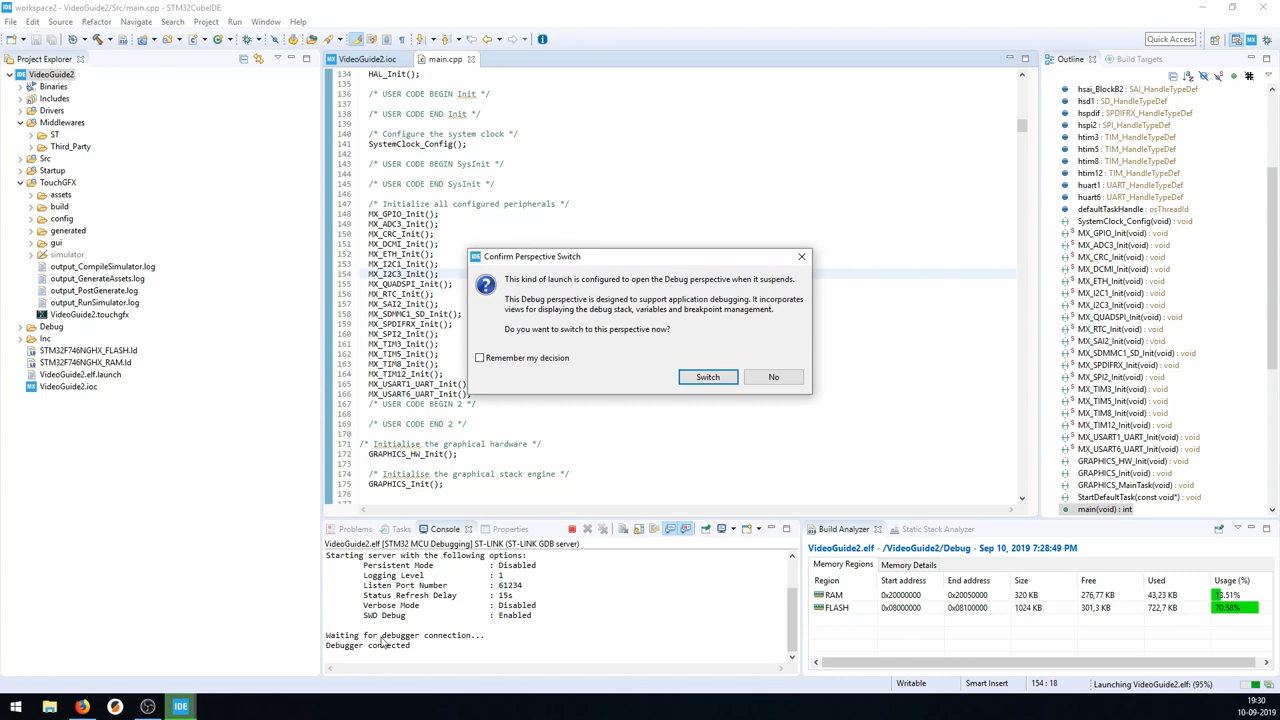 workspace2 - VideoGuide2/Src/main.cpp - STM32CubeIDE
File Edit Source Refactor Navigate Search Project Run Window Help
Quick Access
Project Explorer
VideoGuide2
Binaries
Includes
Drivers
Middlewares
ST
Third_Party
Src
Startup
TouchGFX
assets
build
config
generated
gui
simulator
output_CompileSimulator.log
output_GenerateAssets.log
output_PostGenerate.log
output_RunSimulator.log
VideoGuide2.touchgfx
Debug
Inc
STM32F746NGHX_FLASH.ld
STM32F746NGHX_RAM.ld
VideoGuide2.elf.launch
VideoGuide2.ioc
VideoGuide2.ioc main.cpp
134 HAL_Init();
135
136 /* USER CODE BEGIN Init */
137
138 /* USER CODE END Init */
139
140 /* Configure the system clock */
141 SystemClock_Config();
142
143 /* USER CODE BEGIN SysInit */
144
145 /* USER CODE END SysInit */
146
147 /* Initialize all configured peripherals */
148 MX_GPIO_Init();
149 MX_ADC3_Init();
150 MX_CRC_Init();
151 MX_DCMI_Init();
152 MX_ETH_Init();
153 MX_I2C1_Init();
154 MX_I2C3_Init();
155 MX_QUADSPI_Init();
156 MX_RTC_Init();
157 MX_SAI2_Init();
158 MX_SDMMC1_SD_Init();
159 MX_SPDIFRX_Init();
160 MX_SPI2_Init();
161 MX_TIM3_Init();
162 MX_TIM5_Init();
163 MX_TIM8_Init();
164 MX_TIM12_Init();
165 MX_USART1_UART_Init();
166 MX_USART6_UART_Init();
167 /* USER CODE BEGIN 2 */
168
169 /* USER CODE END 2 */
170
171 /* Initialise the graphical hardware */
172 GRAPHICS_HW_Init();
173
174 /* Initialise the graphical stack engine */
175 GRAPHICS_Init();
176
Confirm Perspective Switch
This kind of launch is configured to open the Debug perspective when it suspends.
This Debug perspective is designed to support application debugging. It incorporates
views for displaying the debug stack, variables and breakpoint management.
Do you want to switch to this perspective now?
Remember my decision
Switch No
Outline Build Targets
hsai_BlockB2 : SAI_HandleTypeDef
hsd1 : SD_HandleTypeDef
hspdif : SPDIFRX_HandleTypeDef
hspi2 : SPI_HandleTypeDef
htim3 : TIM_HandleTypeDef
htim5 : TIM_HandleTypeDef
htim8 : TIM_HandleTypeDef
htim12 : TIM_HandleTypeDef
huart1 : UART_HandleTypeDef
huart6 : UART_HandleTypeDef
defaultTaskHandle : osThreadId
SystemClock_Config(void) : void
MX_GPIO_Init(void) : void
MX_ADC3_Init(void) : void
MX_CRC_Init(void) : void
MX_DCMI_Init(void) : void
MX_ETH_Init(void) : void
MX_I2C1_Init(void) : void
MX_I2C3_Init(void) : void
MX_QUADSPI_Init(void) : void
MX_RTC_Init(void) : void
MX_SAI2_Init(void) : void
MX_SDMMC1_SD_Init(void) : void
MX_SPDIFRX_Init(void) : void
MX_SPI2_Init(void) : void
MX_TIM3_Init(void) : void
MX_TIM5_Init(void) : void
MX_TIM8_Init(void) : void
MX_TIM12_Init(void) : void
MX_USART1_UART_Init(void) : void
MX_USART6_UART_Init(void) : void
GRAPHICS_HW_Init(void) : void
GRAPHICS_Init(void) : void
GRAPHICS_MainTask(void) : void
StartDefaultTask(const void*) : void
main(void) : int
Problems Tasks Console Properties
VideoGuide2.elf [STM32 MCU Debugging] ST-LINK (ST-LINK GDB server)
Starting server with the following options:
Persistent Mode : Disabled
Logging Level : 1
Listen Port Number : 61234
Status Refresh Delay : 15s
Verbose Mode : Disabled
SWD Debug : Enabled
Waiting for debugger connection...
Debugger connected
Build Analyzer Static Stack Analyzer
VideoGuide2.elf - /VideoGuide2/Debug - Sep 10, 2019 7:28:49 PM
Memory Regions Memory Details
Region Start address End address Size Free Used Usage (%)
RAM 0x20000000 0x20050000 320 KB 276,77 KB 43,23 KB 13.51%
FLASH 0x08000000 0x08100000 1024 KB 301,3 KB 722,7 KB 70.58%
Writable Smart Insert 154 : 18 Launching VideoGuide2.elf: (95%)
IDE
19:30
10-09-2019